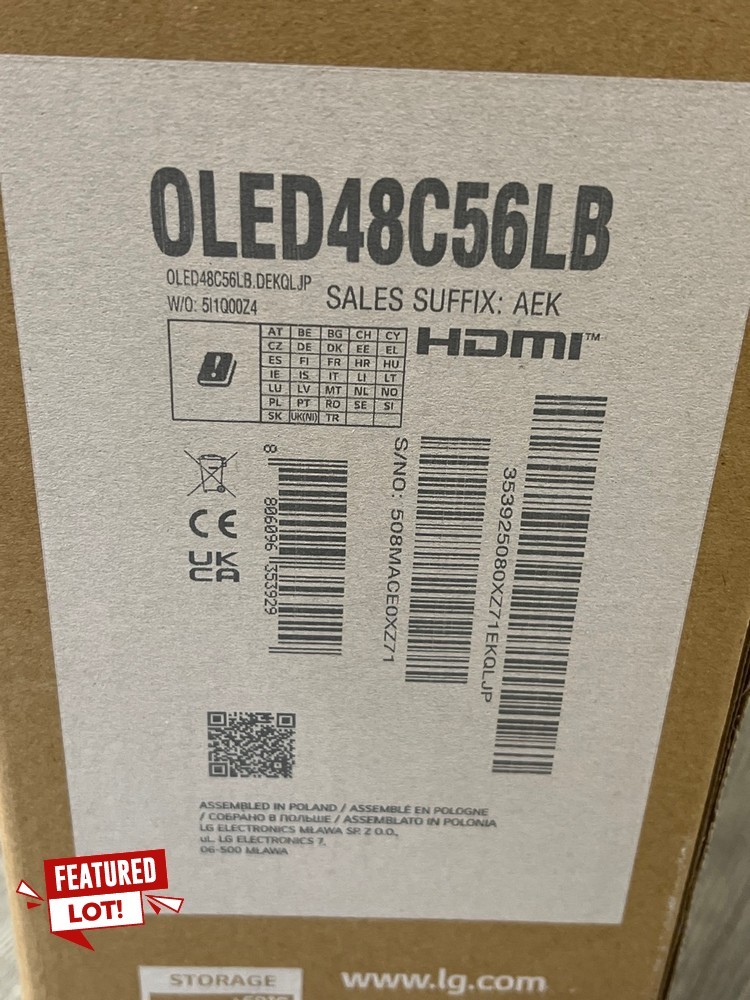 OLED48C56LB
OLED48C56LB.DEKQLJP
W/O: 5I1Q00Z4
SALES SUFFIX: AEK
HDMI™
AT BE BG CH CY
CZ DE DK EE EL
ES FI FR HR HU
IE IS IT LI LT
LU LV MT NL NO
PL PT RO SE SI
SK UK(NI) TR
8 806096 353929
S/NO: 508MACE0XZ71
353925080XZ71EKQLJP
CE
UK
CA
ASSEMBLED IN POLAND / ASSEMBLÉ EN POLOGNE
/ СОБРАНО В ПОЛЬШЕ / ASSEMBLATO IN POLONIA
LG ELECTRONICS MŁAWA SP. Z O.O.,
UL. LG ELECTRONICS 7,
06-500 MŁAWA
FEATURED
LOT!
STORAGE
www.lg.com